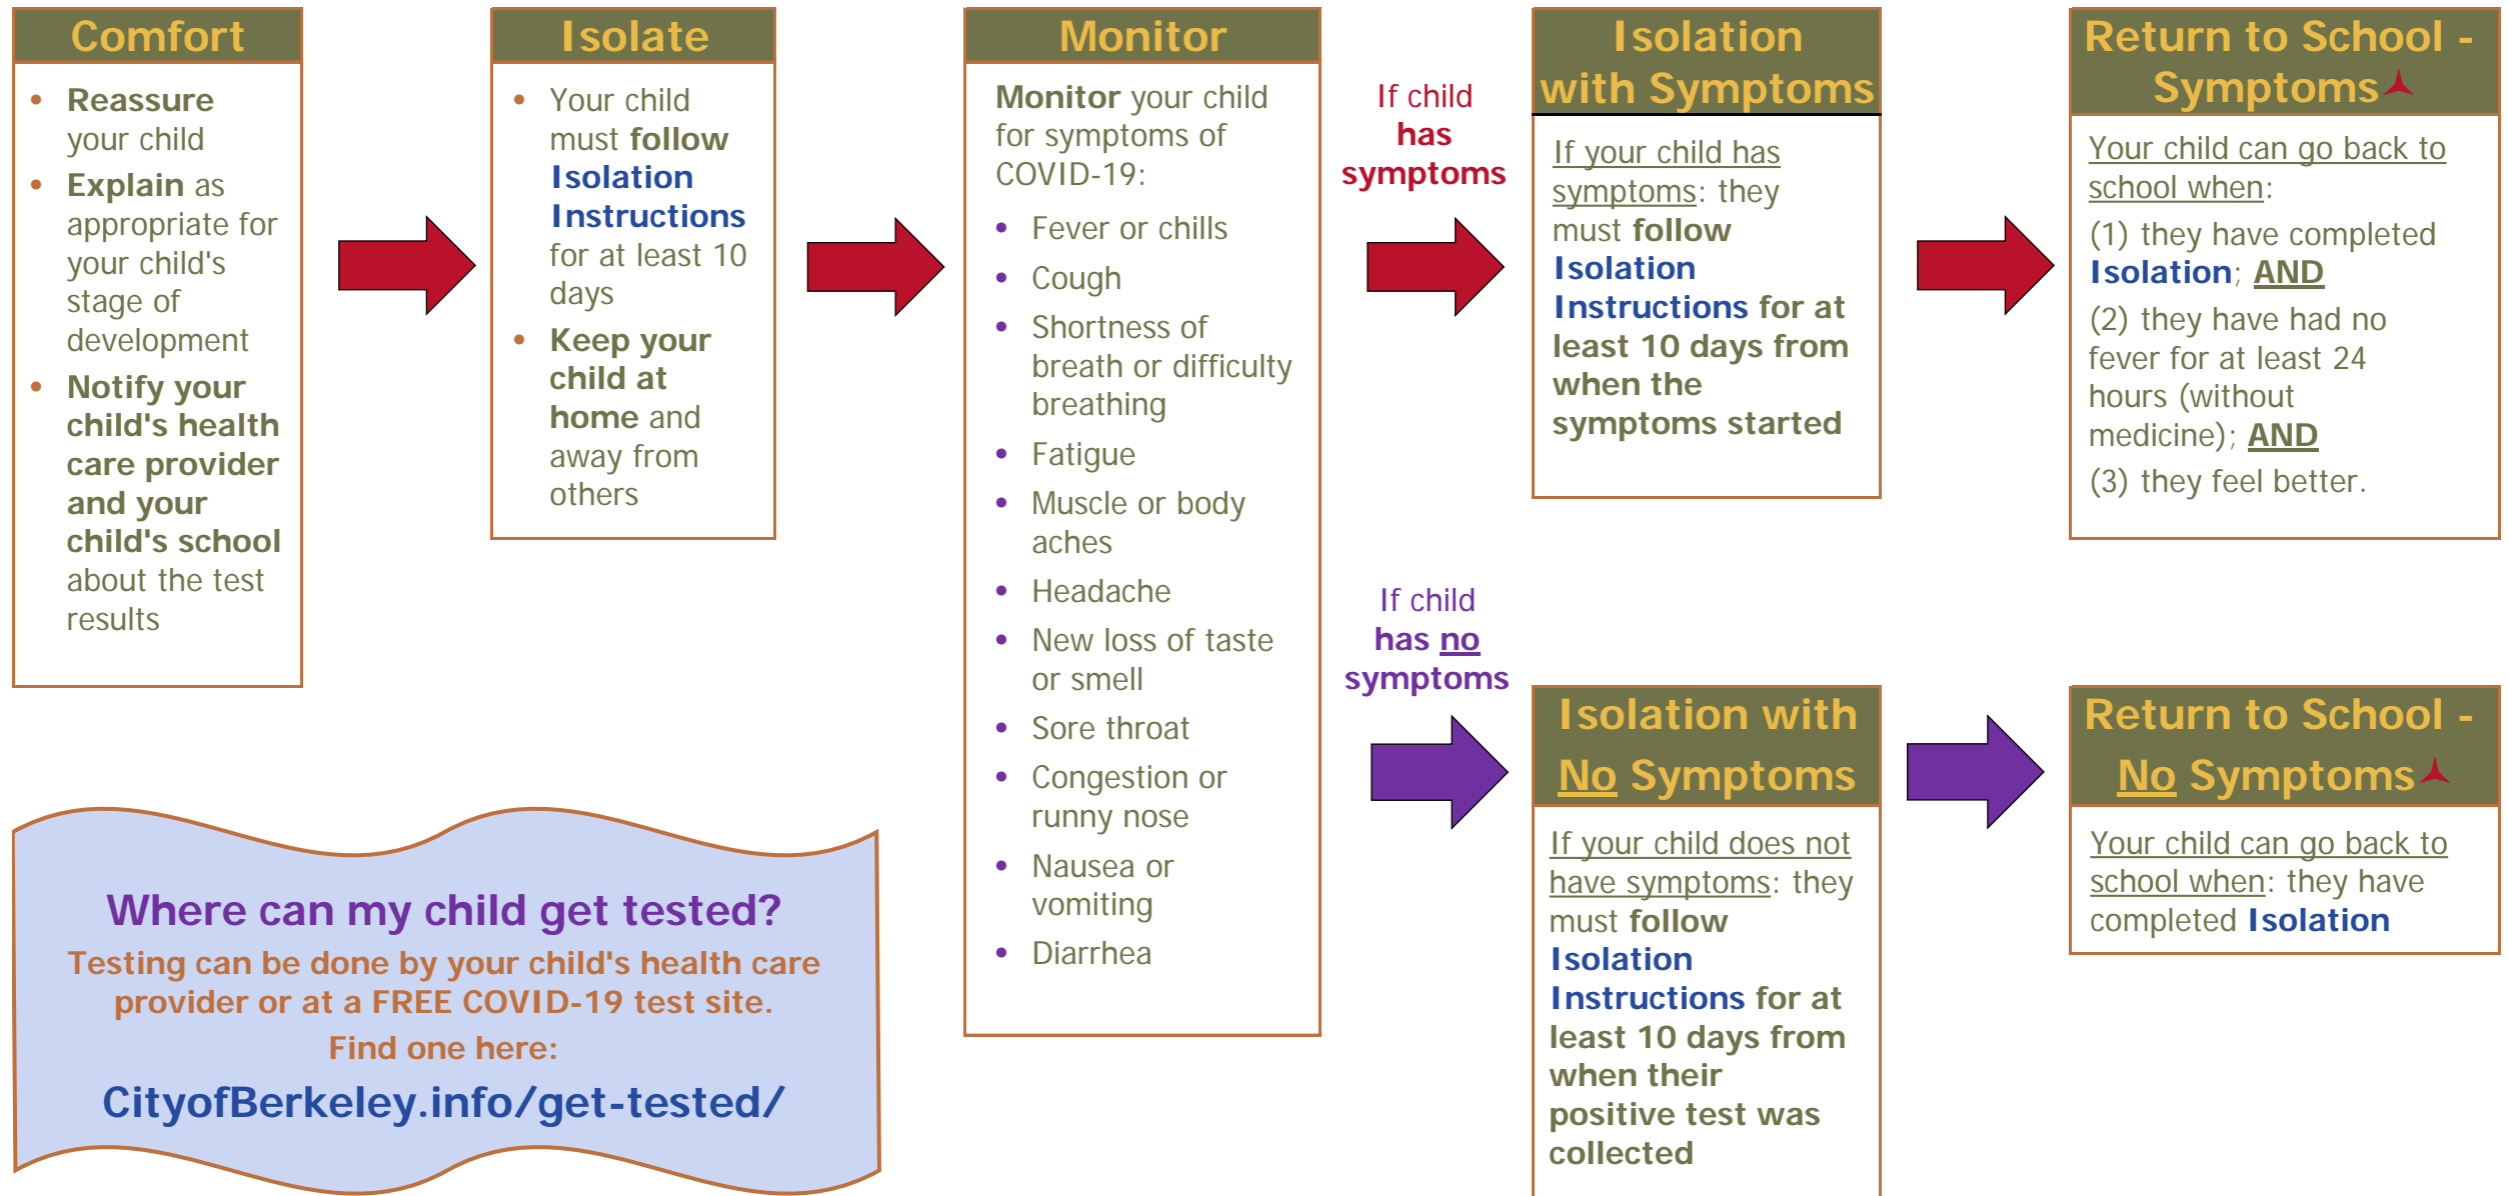 Comfort
• Reassure
your child
• Explain as
appropriate for
your child's
stage of
development
• Notify your
child's health
care provider
and your
child's school
about the test
results
Isolate
• Your child
must follow
Isolation
Instructions
for at least 10
days
• Keep your
child at
home and
away from
others
Monitor
Monitor your child
for symptoms of
COVID-19:
• Fever or chills
• Cough
• Shortness of
breath or difficulty
breathing
• Fatigue
• Muscle or body
aches
• Headache
• New loss of taste
or smell
• Sore throat
• Congestion or
runny nose
• Nausea or
vomiting
• Diarrhea
If child
has
symptoms
Isolation
with Symptoms
If your child has
symptoms: they
must follow
Isolation
Instructions for at
least 10 days from
when the
symptoms started
Return to School -
Symptoms
Your child can go back to
school when:
(1) they have completed
Isolation; AND
(2) they have had no
fever for at least 24
hours (without
medicine); AND
(3) they feel better.
If child
has no
symptoms
Isolation with
No Symptoms
If your child does not
have symptoms: they
must follow
Isolation
Instructions for at
least 10 days from
when their
positive test was
collected
Return to School -
No Symptoms
Your child can go back to
school when: they have
completed Isolation
Where can my child get tested?
Testing can be done by your child's health care
provider or at a FREE COVID-19 test site.
Find one here:
CityofBerkeley.info/get-tested/